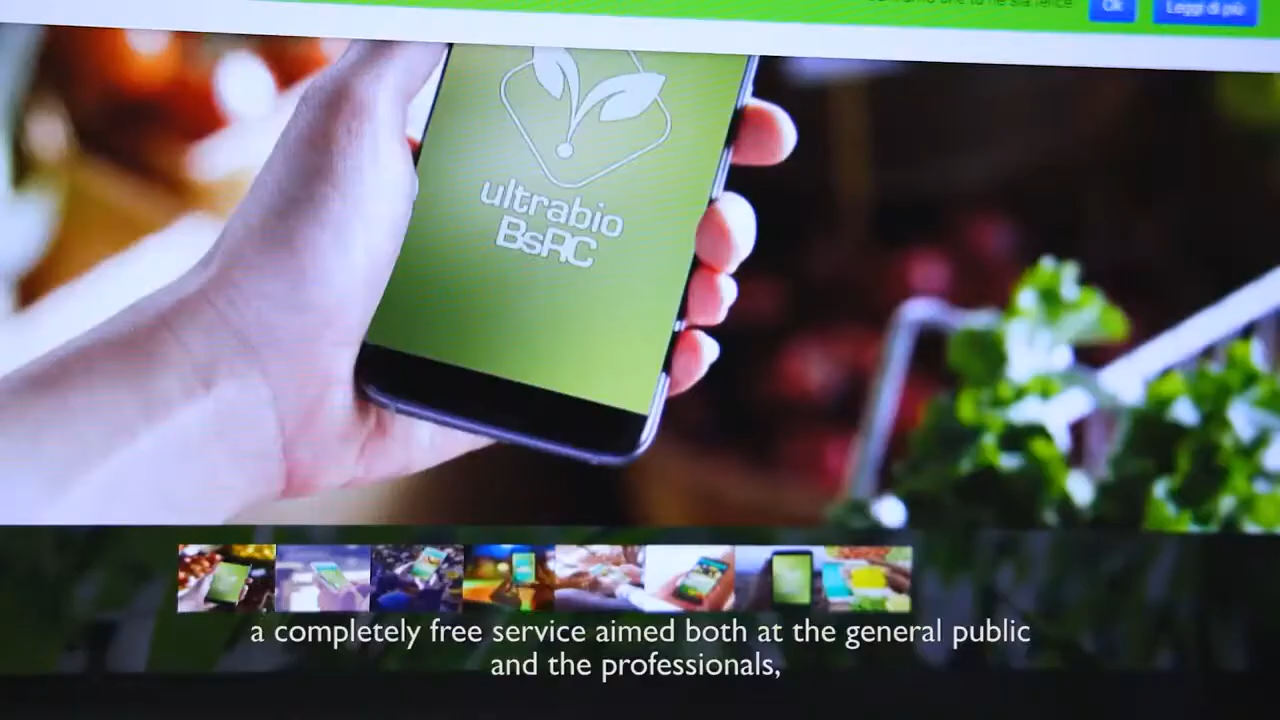 Ok
Leggi di più
ultrabio
BsRC
a completely free service aimed both at the general public
and the professionals,